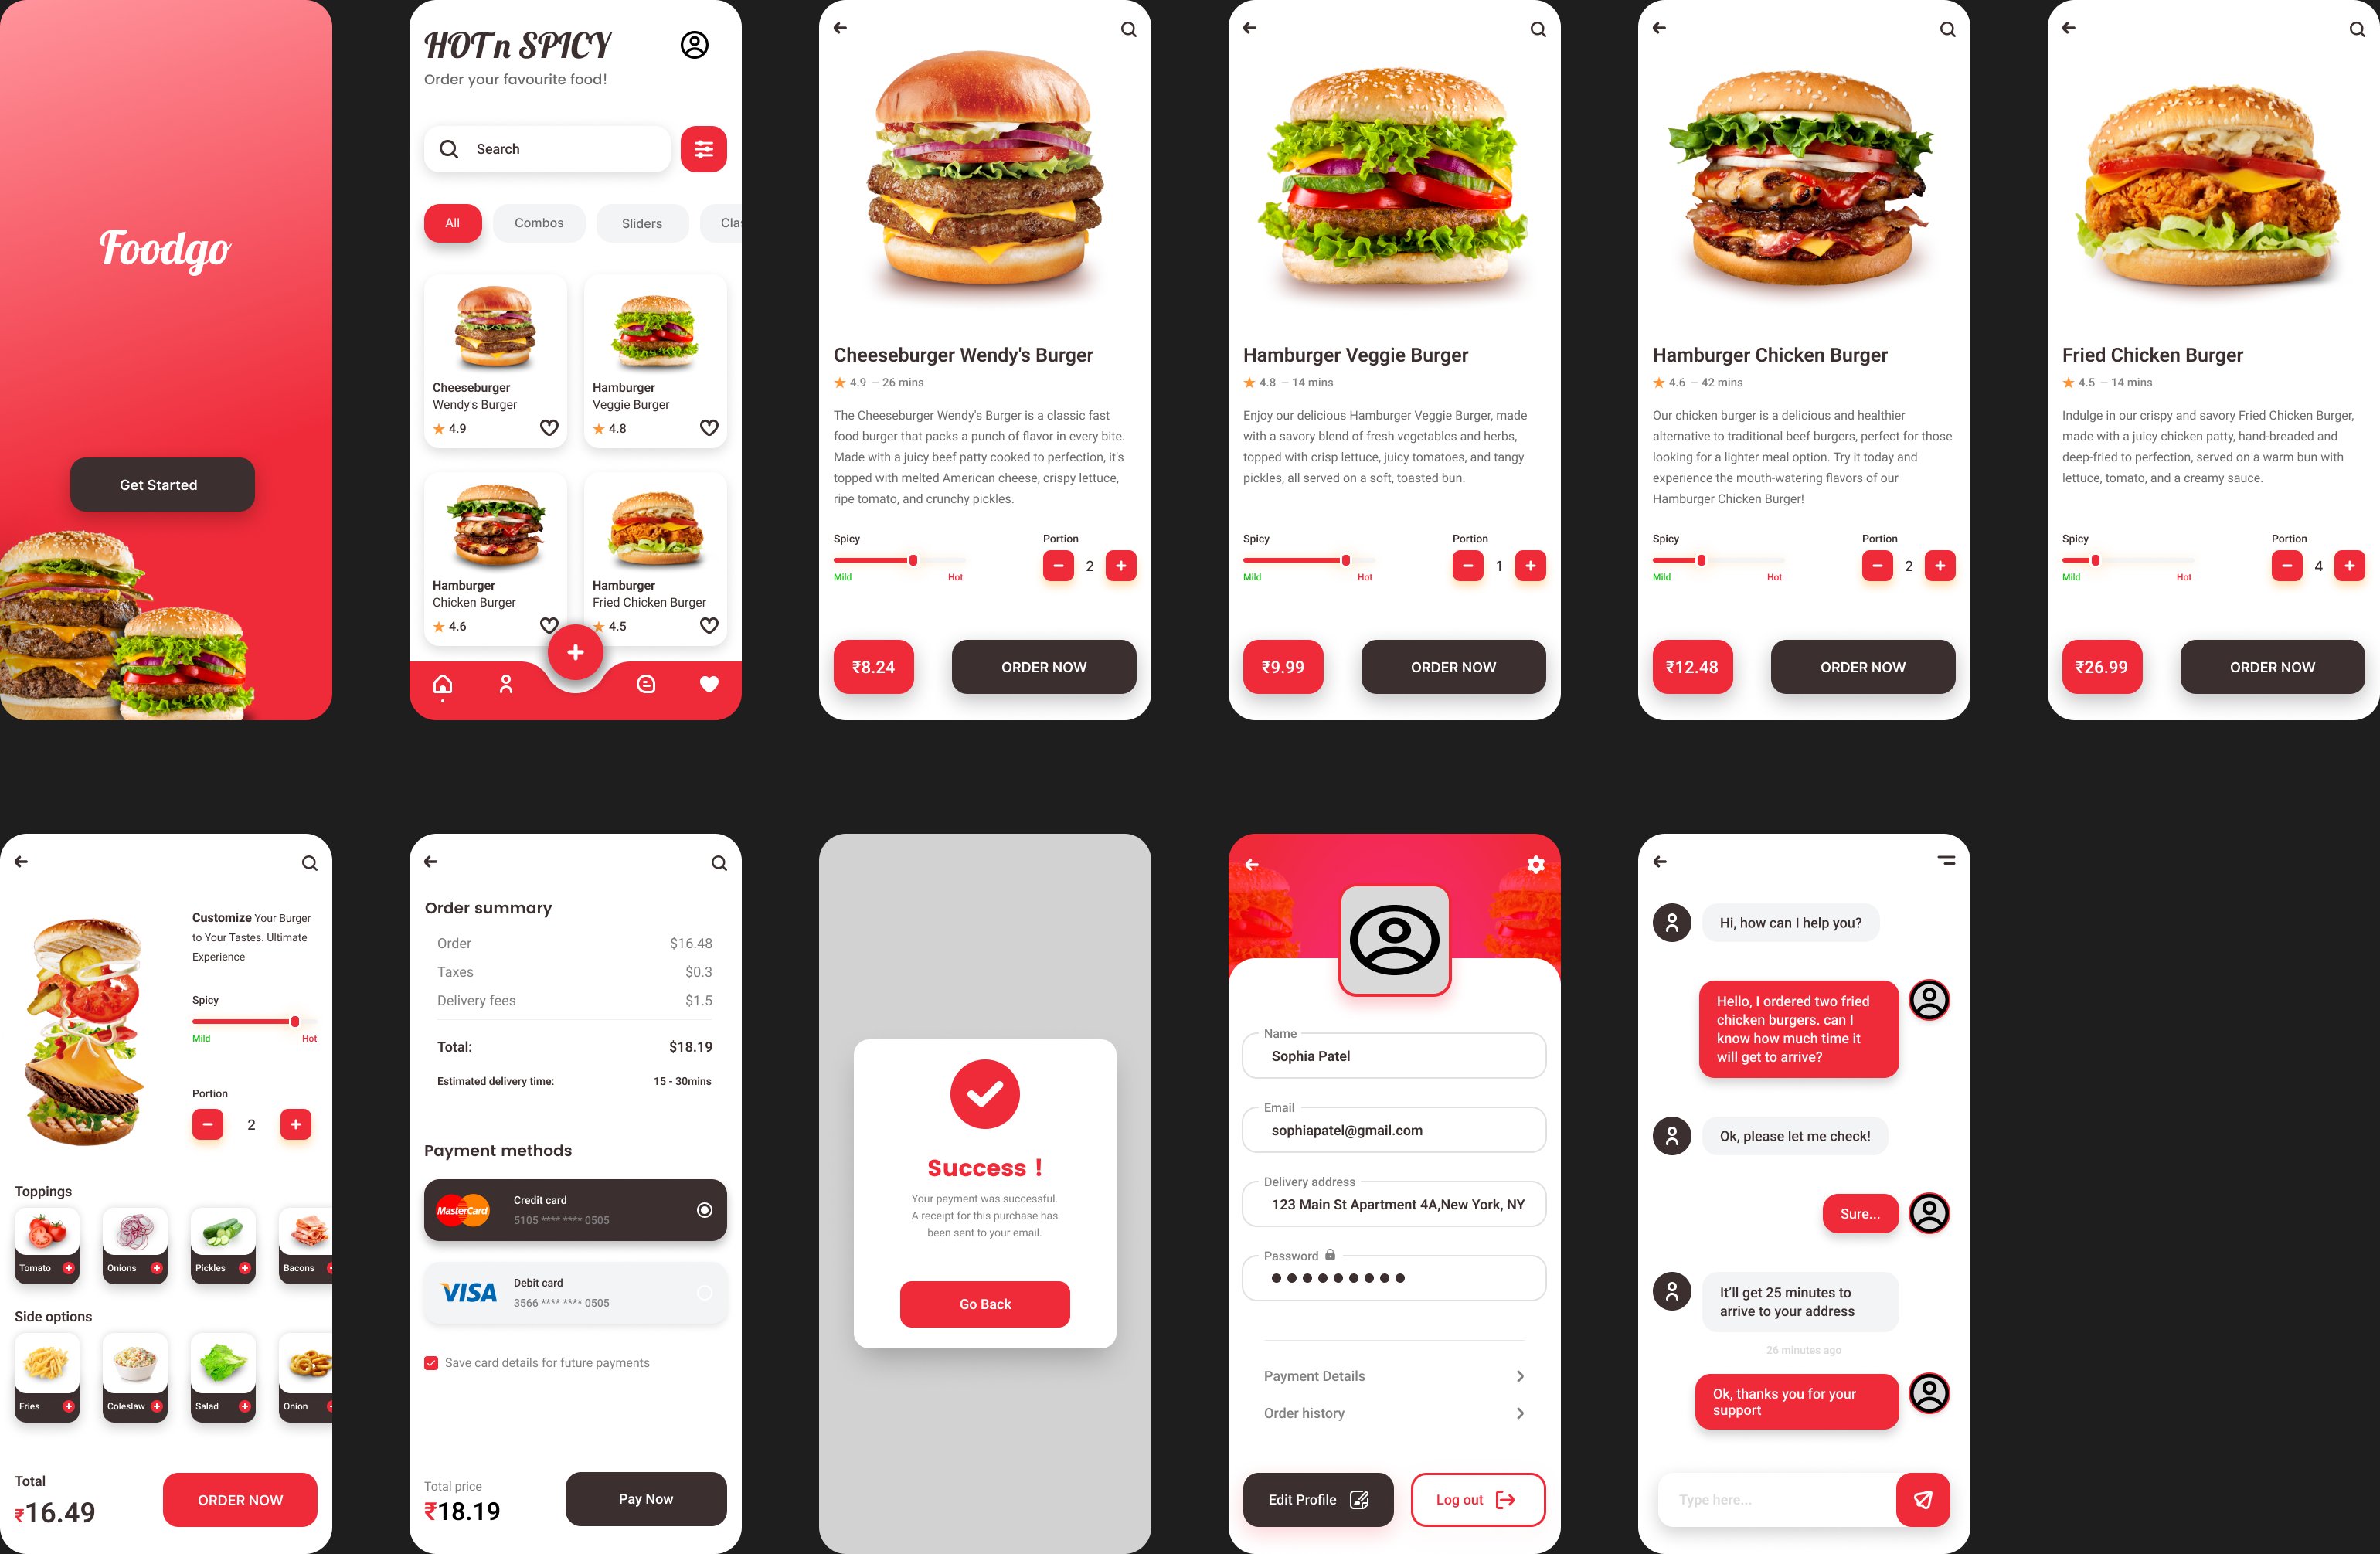 Foodgo
Get Started
HOT n SPICY
Order your favourite food!
Search
All
Combos
Sliders
Clas
Cheeseburger
Wendy's Burger
4.9
Hamburger
Veggie Burger
4.8
Hamburger
Chicken Burger
4.6
Hamburger
Fried Chicken Burger
4.5
Cheeseburger Wendy's Burger
4.9 – 26 mins
The Cheeseburger Wendy's Burger is a classic fast
food burger that packs a punch of flavor in every bite.
Made with a juicy beef patty cooked to perfection, it's
topped with melted American cheese, crispy lettuce,
ripe tomato, and crunchy pickles.
Spicy
Mild
Hot
Portion
2
₹8.24
ORDER NOW
Hamburger Veggie Burger
4.8 – 14 mins
Enjoy our delicious Hamburger Veggie Burger, made
with a savory blend of fresh vegetables and herbs,
topped with crisp lettuce, juicy tomatoes, and tangy
pickles, all served on a soft, toasted bun.
Spicy
Mild
Hot
Portion
1
₹9.99
ORDER NOW
Hamburger Chicken Burger
4.6 – 42 mins
Our chicken burger is a delicious and healthier
alternative to traditional beef burgers, perfect for those
looking for a lighter meal option. Try it today and
experience the mouth-watering flavors of our
Hamburger Chicken Burger!
Spicy
Mild
Hot
Portion
2
₹12.48
ORDER NOW
Fried Chicken Burger
4.5 – 14 mins
Indulge in our crispy and savory Fried Chicken Burger,
made with a juicy chicken patty, hand-breaded and
deep-fried to perfection, served on a warm bun with
lettuce, tomato, and a creamy sauce.
Spicy
Mild
Hot
Portion
4
₹26.99
ORDER NOW
Customize Your Burger
to Your Tastes. Ultimate
Experience
Spicy
Mild
Hot
Portion
2
Toppings
Tomato
Onions
Pickles
Bacons
Side options
Fries
Coleslaw
Salad
Onion
Total
₹16.49
ORDER NOW
Order summary
Order $16.48
Taxes $0.3
Delivery fees $1.5
Total: $18.19
Estimated delivery time: 15 - 30mins
Payment methods
MasterCard
Credit card
5105 **** **** 0505
VISA
Debit card
3566 **** **** 0505
Save card details for future payments
Total price
₹18.19
Pay Now
Success !
Your payment was successful.
A receipt for this purchase has
been sent to your email.
Go Back
Name
Sophia Patel
Email
sophiapatel@gmail.com
Delivery address
123 Main St Apartment 4A,New York, NY
Password
Payment Details
Order history
Edit Profile
Log out
Hi, how can I help you?
Hello, I ordered two fried
chicken burgers. can I
know how much time it
will get to arrive?
Ok, please let me check!
Sure...
It'll get 25 minutes to
arrive to your address
26 minutes ago
Ok, thanks you for your
support
Type here...